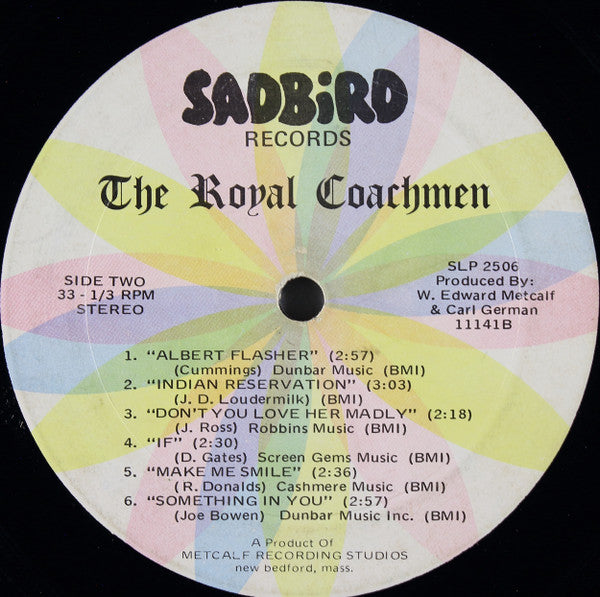 SADBiRD
RECORDS
The Royal Coachmen
SIDE TWO
33 - 1/3 RPM
STEREO
SLP 2506
Produced By:
W. Edward Metcalf
& Carl German
11141B
1. "ALBERT FLASHER" (2:57)
(Cummings) Dunbar Music (BMI)
2. "INDIAN RESERVATION" (3:03)
(J. D. Loudermilk) (BMI)
3. "DON'T YOU LOVE HER MADLY" (2:18)
(J. Ross) Robbins Music (BMI)
4. "IF" (2:30)
(D. Gates) Screen Gems Music (BMI)
5. "MAKE ME SMILE" (2:36)
(R. Donalds) Cashmere Music (BMI)
6. "SOMETHING IN YOU" (2:57)
(Joe Bowen) Dunbar Music Inc. (BMI)
A Product Of
METCALF RECORDING STUDIOS
new bedford, mass.